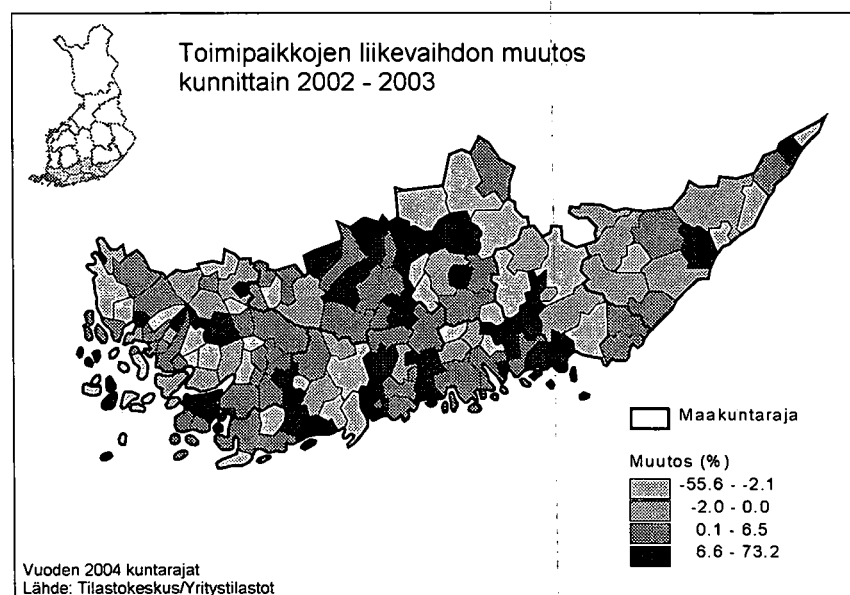 Toimipaikkojen liikevaihdon muutos
kunnittain 2002 - 2003
Maakuntaraja
Muutos (%)
-55.6 - -2.1
-2.0 - 0.0
0.1 - 6.5
6.6 - 73.2
Vuoden 2004 kuntarajat
Lähde: Tilastokeskus/Yritystilastot